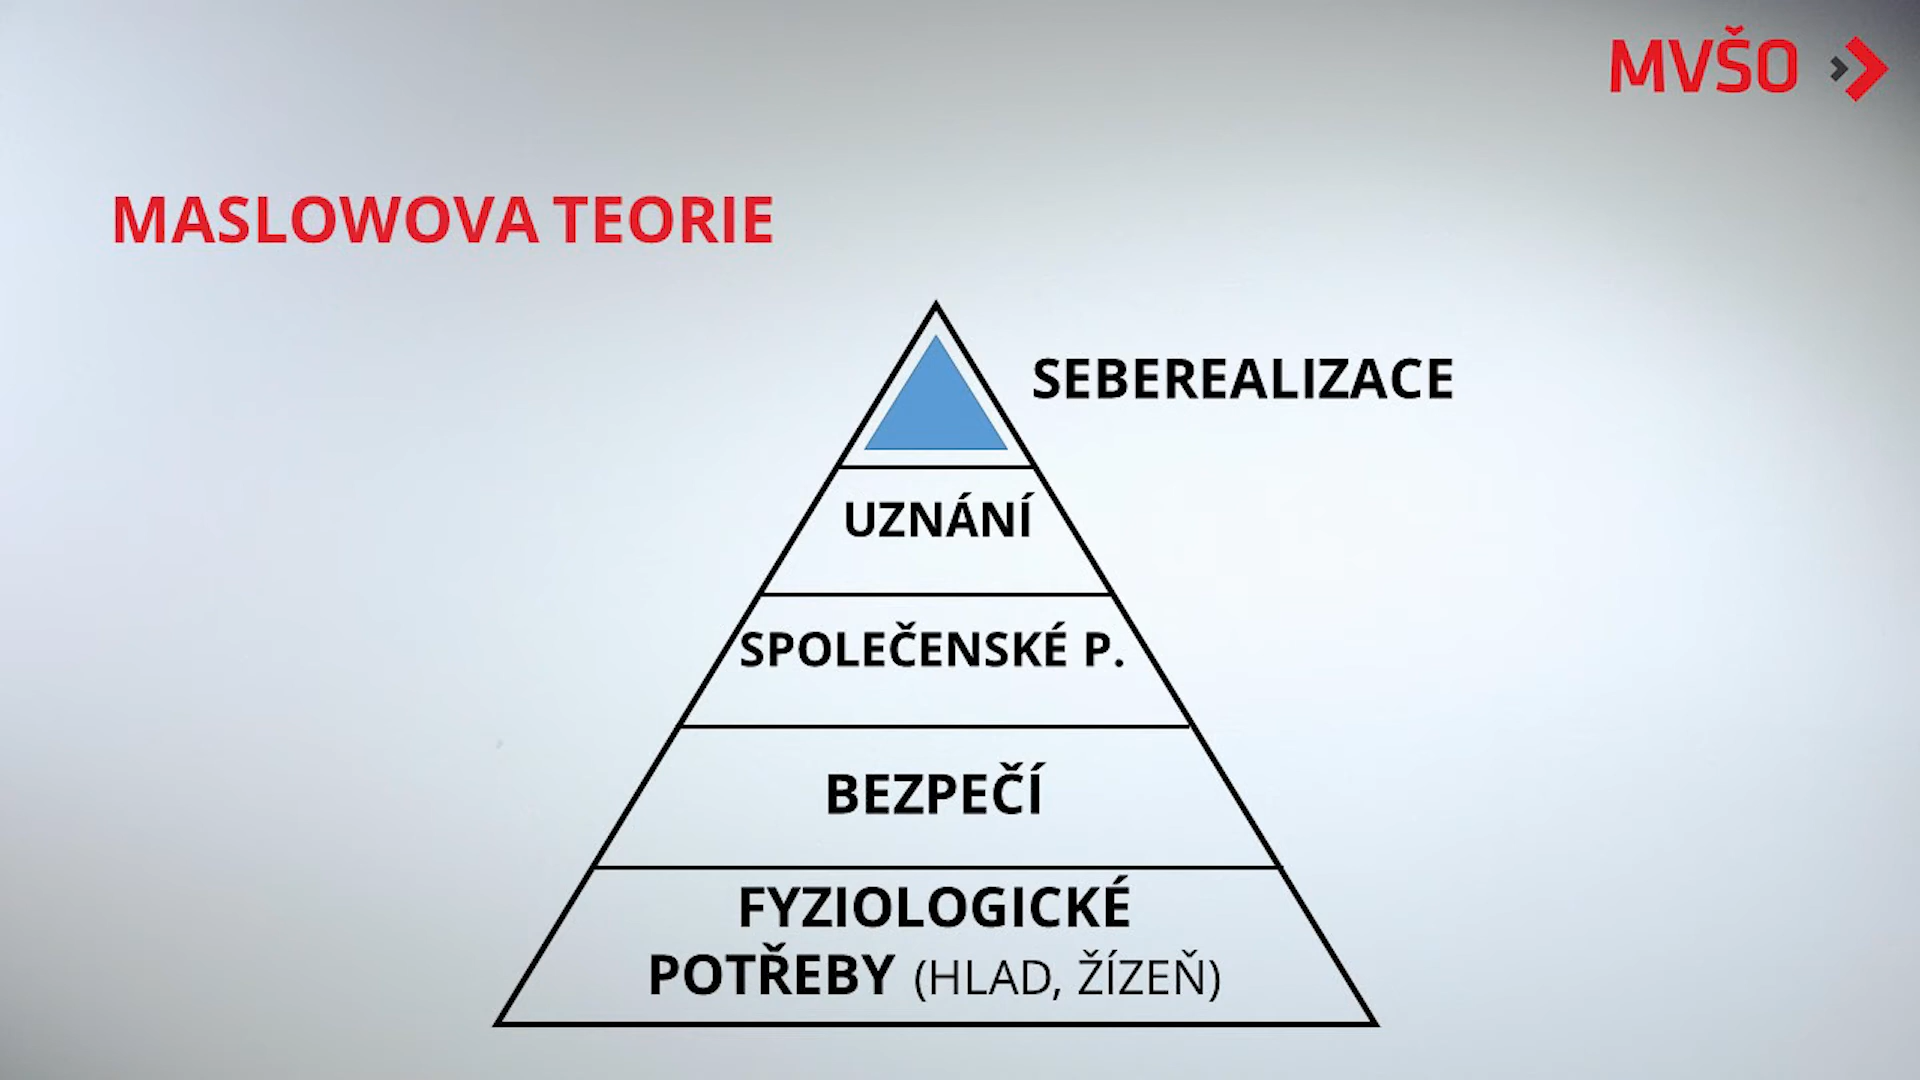 MVŠO
MASLOWOVA TEORIE
SEBEREALIZACE
UZNÁNÍ
SPOLEČENSKÉ P.
BEZPEČÍ
FYZIOLOGICKÉ
POTŘEBY (HLAD, ŽÍZEŇ)